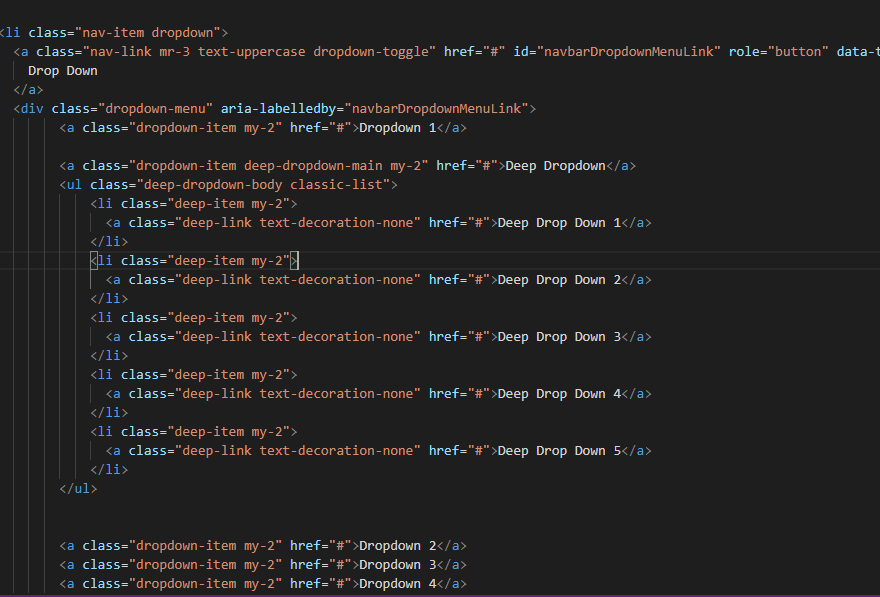 <li class="nav-item dropdown">
<a class="nav-link mr-3 text-uppercase dropdown-toggle" href="#" id="navbarDropdownMenuLink" role="button" data-t
Drop Down
</a>
<div class="dropdown-menu" aria-labelledby="navbarDropdownMenuLink">
<a class="dropdown-item my-2" href="#">Dropdown 1</a>
<a class="dropdown-item deep-dropdown-main my-2" href="#">Deep Dropdown</a>
<ul class="deep-dropdown-body classic-list">
<li class="deep-item my-2">
<a class="deep-link text-decoration-none" href="#">Deep Drop Down 1</a>
</li>
<li class="deep-item my-2">
<a class="deep-link text-decoration-none" href="#">Deep Drop Down 2</a>
</li>
<li class="deep-item my-2">
<a class="deep-link text-decoration-none" href="#">Deep Drop Down 3</a>
</li>
<li class="deep-item my-2">
<a class="deep-link text-decoration-none" href="#">Deep Drop Down 4</a>
</li>
<li class="deep-item my-2">
<a class="deep-link text-decoration-none" href="#">Deep Drop Down 5</a>
</li>
</ul>
<a class="dropdown-item my-2" href="#">Dropdown 2</a>
<a class="dropdown-item my-2" href="#">Dropdown 3</a>
<a class="dropdown-item my-2" href="#">Dropdown 4</a>